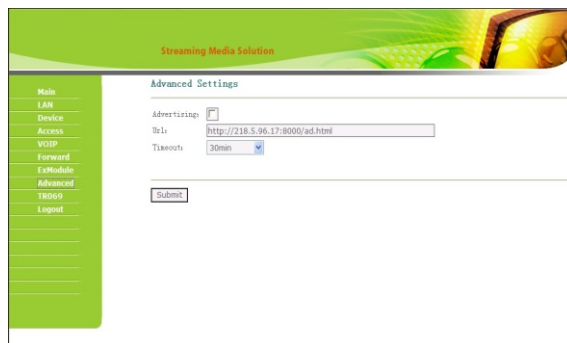 Streaming Media Solution
Main
LAN
Device
Access
VOIP
Forward
ExModule
Advanced
TR069
Logout
Advanced Settings
Advertising:
Url: http://218.5.96.17:8000/ad.html
Timeout: 30min
Submit